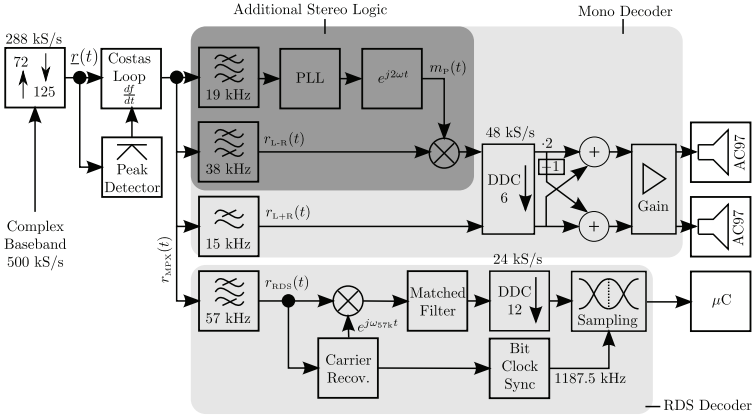 Additional Stereo Logic
Mono Decoder
288 kS/s
72
125
r(t)
Costas
Loop
df
dt
Peak
Detector
Complex
Baseband
500 kS/s
19 kHz
PLL
e^{j2ωt}
m_P(t)
38 kHz
r_{L-R}(t)
15 kHz
r_{L+R}(t)
r_{MPX}(t)
48 kS/s
DDC
6
·2
−1
+
+
Gain
AC97
AC97
57 kHz
r_{RDS}(t)
e^{jω_{57k}t}
Carrier
Recov.
Matched
Filter
24 kS/s
DDC
12
Bit
Clock
Sync
1187.5 kHz
Sampling
μC
RDS Decoder